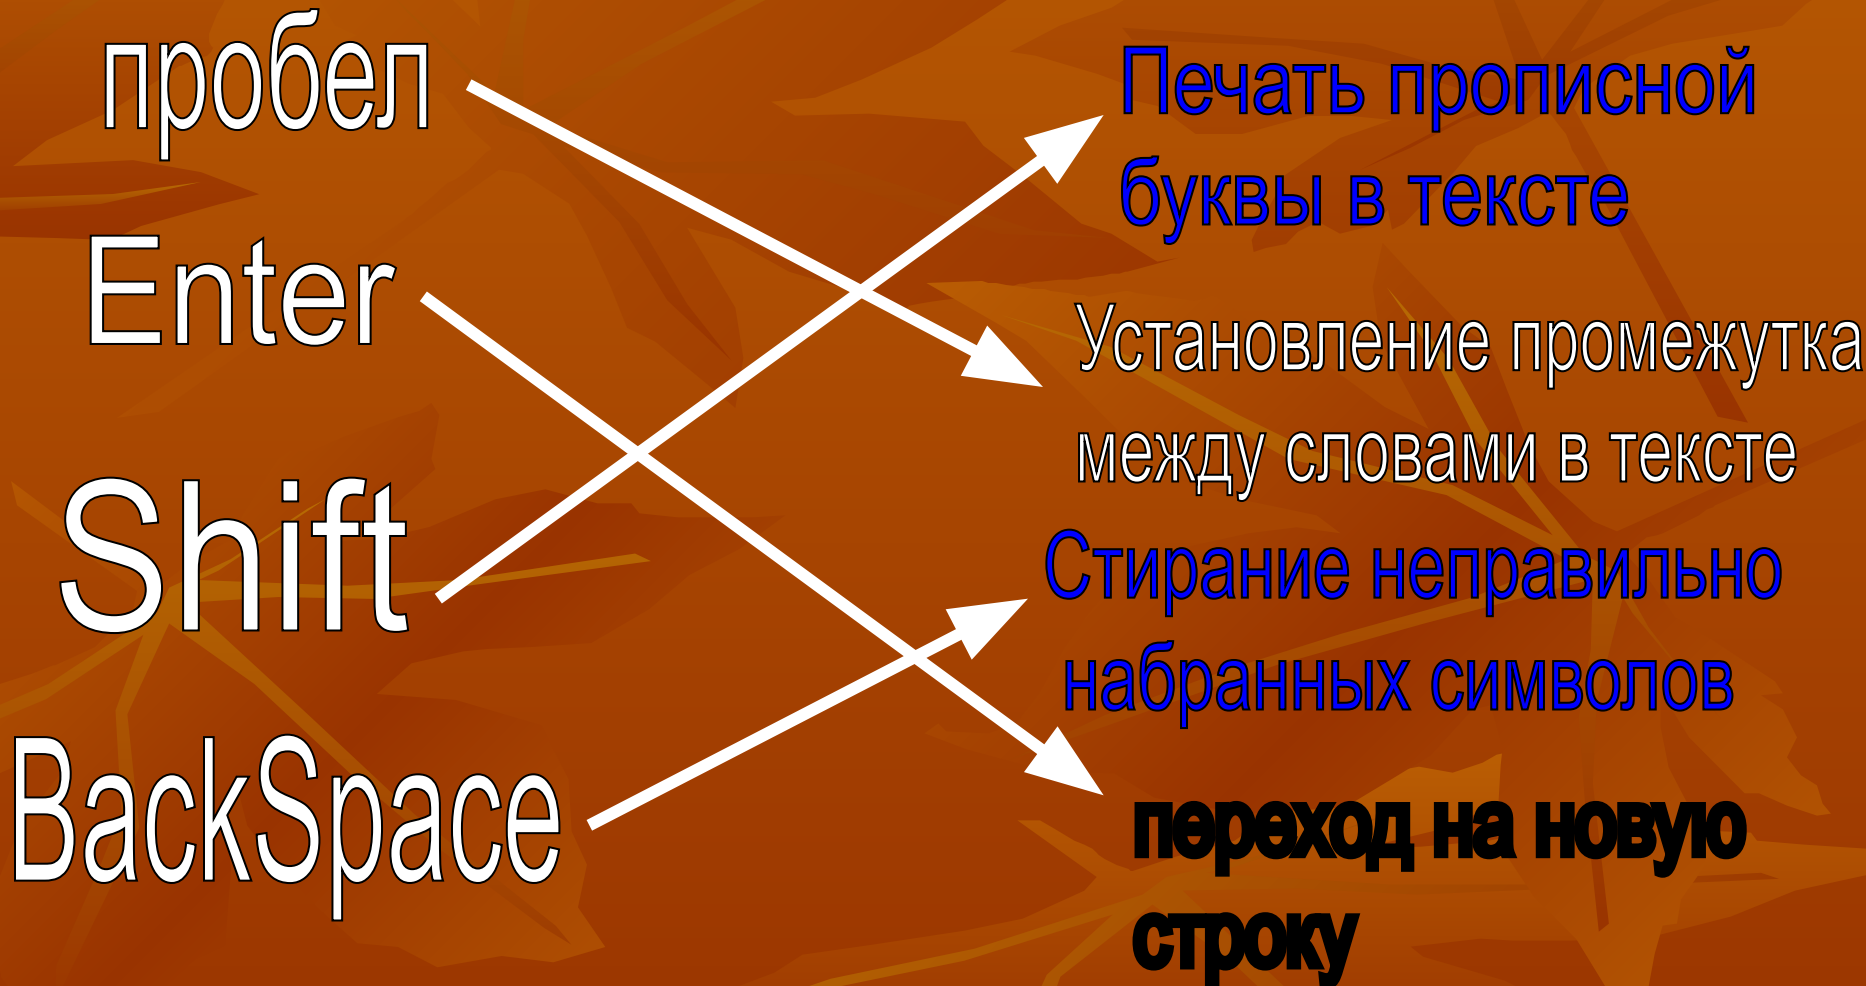 пробел
Enter
Shift
BackSpace
Печать прописной
буквы в тексте
Установление промежутка
между словами в тексте
Стирание неправильно
набранных символов
переход на новую
строку